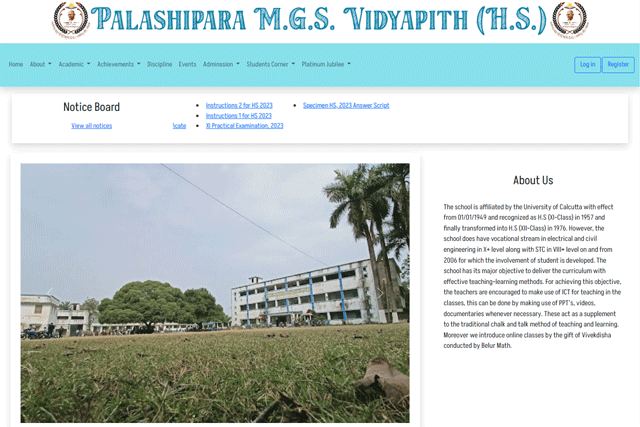 PALASHIPARA M.G.S. VIDYAPITH (H.S.)
Home About Academic Achievements Discipline Events Admisssion Students Corner Platinum Jubilee Log in Register
Notice Board
View all notices
Instructions 2 for HS 2023
Instructions 1 for HS 2023
XI Practical Examination, 2023
Specimen HS, 2023 Answer Script
About Us
The school is affiliated by the University of Calcutta with effect
from 01/01/1949 and recognized as H.S (XI-Class) in 1957 and
finally transformed into H.S (XII-Class) in 1976. However, the
school does have vocational stream in electrical and civil
engineering in X+ level along with STC in VIII+ level on and from
2006 for which the involvement of student is developed. The
school has its major objective to deliver the curriculum with
effective teaching-learning methods. For achieving this objective,
the teachers are encouraged to make use of ICT for teaching in the
classes, this can be done by making use of PPT's, videos,
documentaries whenever necessary. These act as a supplement
to the traditional chalk and talk method of teaching and learning.
Moreover we introduce online classes by the gift of Vivekdisha
conducted by Belur Math.